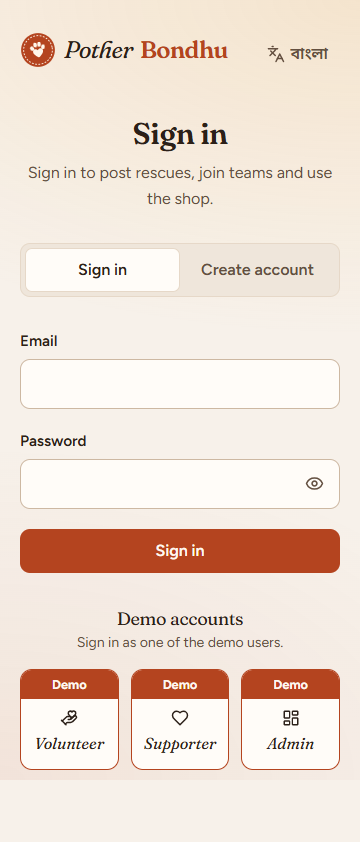 Pother Bondhu
বাংলা
Sign in
Sign in to post rescues, join teams and use
the shop.
Sign in
Create account
Email
Password
Sign in
Demo accounts
Sign in as one of the demo users.
Demo
Demo
Demo
Volunteer
Supporter
Admin